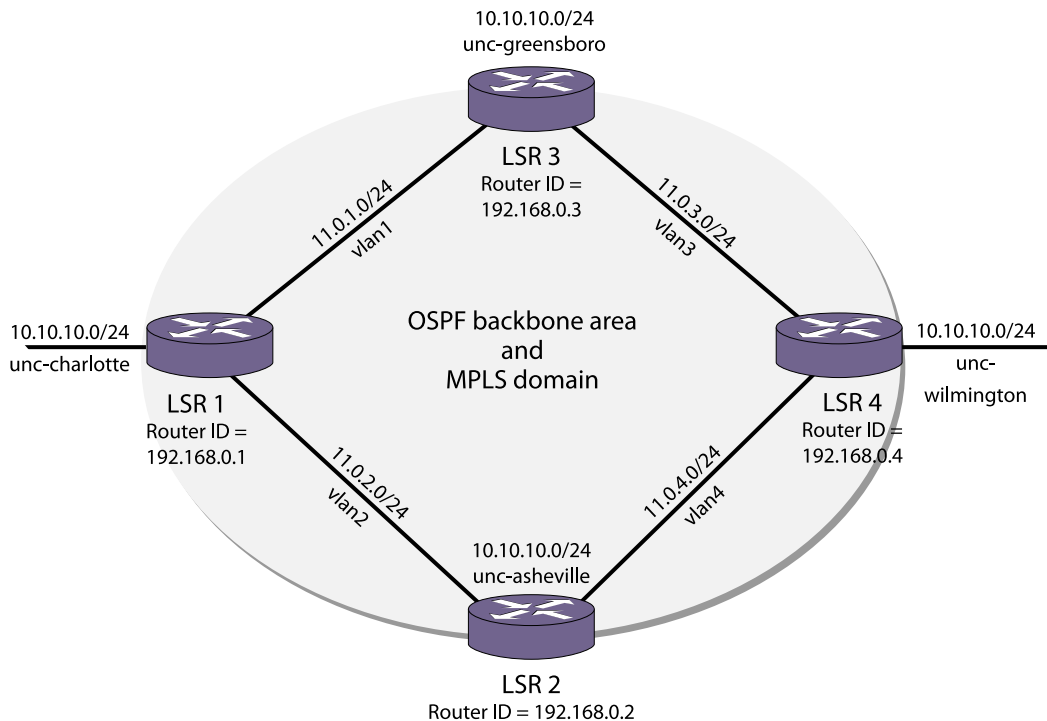 10.10.10.0/24
unc-greensboro
LSR 3
Router ID =
192.168.0.3
11.0.1.0/24
vlan1
11.0.3.0/24
vlan3
10.10.10.0/24
unc-charlotte
OSPF backbone area
and
MPLS domain
10.10.10.0/24
unc-
wilmington
LSR 1
Router ID =
192.168.0.1
LSR 4
Router ID =
192.168.0.4
11.0.2.0/24
vlan2
11.0.4.0/24
vlan4
10.10.10.0/24
unc-asheville
LSR 2
Router ID = 192.168.0.2